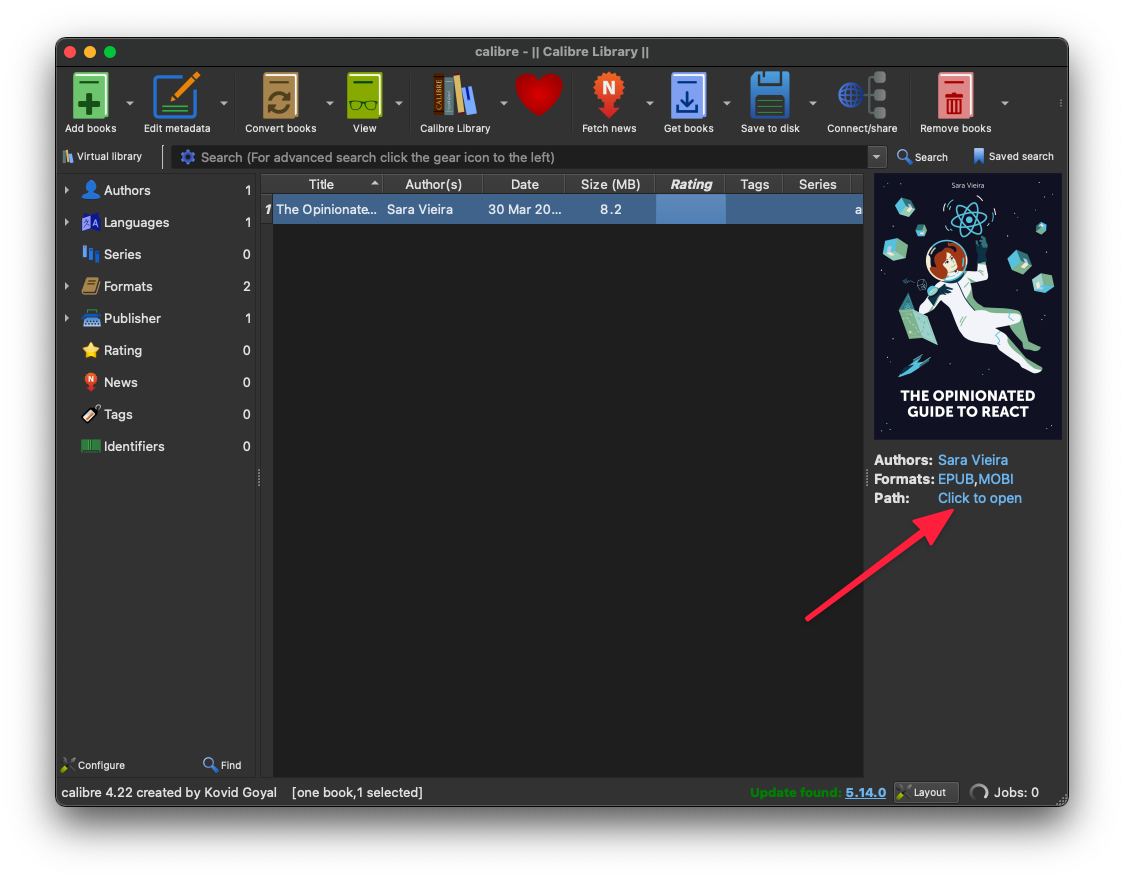 calibre - || Calibre Library ||
Add books
Edit metadata
Convert books
View
CALIBRE
Calibre Library
N
Fetch news
Get books
Save to disk
Connect/share
Remove books
Virtual library
Search (For advanced search click the gear icon to the left)
Search
Saved search
Authors 1
Languages 1
Series 0
Formats 2
Publisher 1
Rating 0
News 0
Tags 0
Identifiers 0
Title Author(s) Date Size (MB) Rating Tags Series
1 The Opinionate... Sara Vieira 30 Mar 20... 8.2 a
Sara Vieira
THE OPINIONATED
GUIDE TO REACT
Authors: Sara Vieira
Formats: EPUB,MOBI
Path: Click to open
Configure
Find
calibre 4.22 created by Kovid Goyal [one book,1 selected]
Update found: 5.14.0
Layout
Jobs: 0